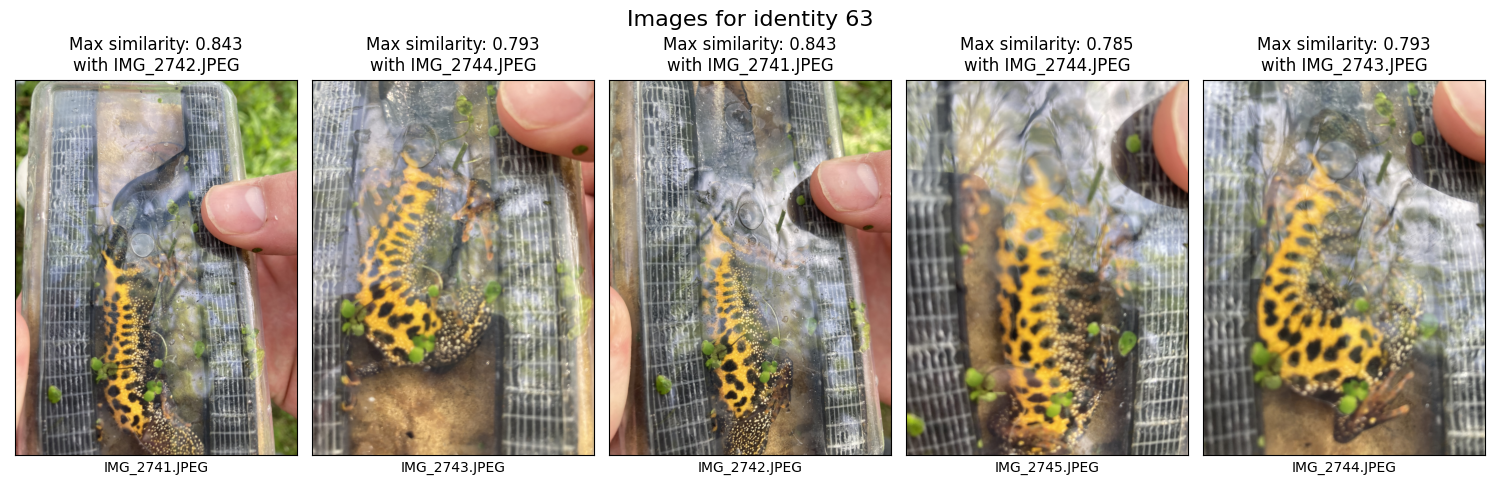 Images for identity 63
Max similarity: 0.843
with IMG_2742.JPEG
Max similarity: 0.793
with IMG_2744.JPEG
Max similarity: 0.843
with IMG_2741.JPEG
Max similarity: 0.785
with IMG_2744.JPEG
Max similarity: 0.793
with IMG_2743.JPEG
IMG_2741.JPEG
IMG_2743.JPEG
IMG_2742.JPEG
IMG_2745.JPEG
IMG_2744.JPEG